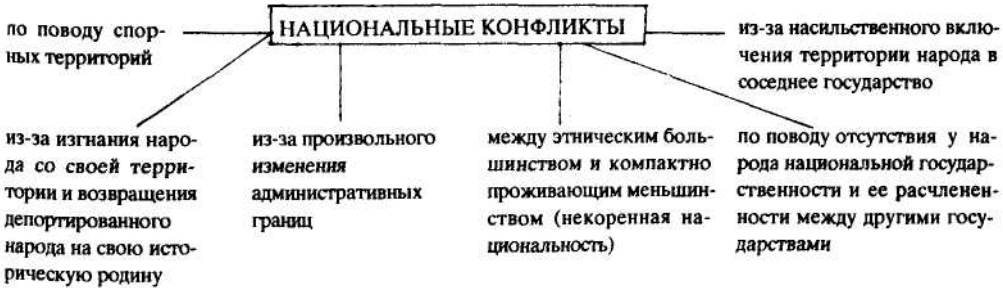 НАЦИОНАЛЬНЫЕ КОНФЛИКТЫ
по поводу спор-
ных территорий
из-за насильственного вклю-
чения территории народа в
соседнее государство
из-за изгнания наро-
да со своей терри-
тории и возвращения
депортированного
народа на свою исто-
рическую родину
из-за произвольного
изменения
административных
границ
между этническим боль-
шинством и компактно
проживающим меньшин-
ством (некоренная на-
циональность)
по поводу отсутствия у на-
рода национальной государ-
ственности и ее расчленен-
ности между другими госу-
дарствами